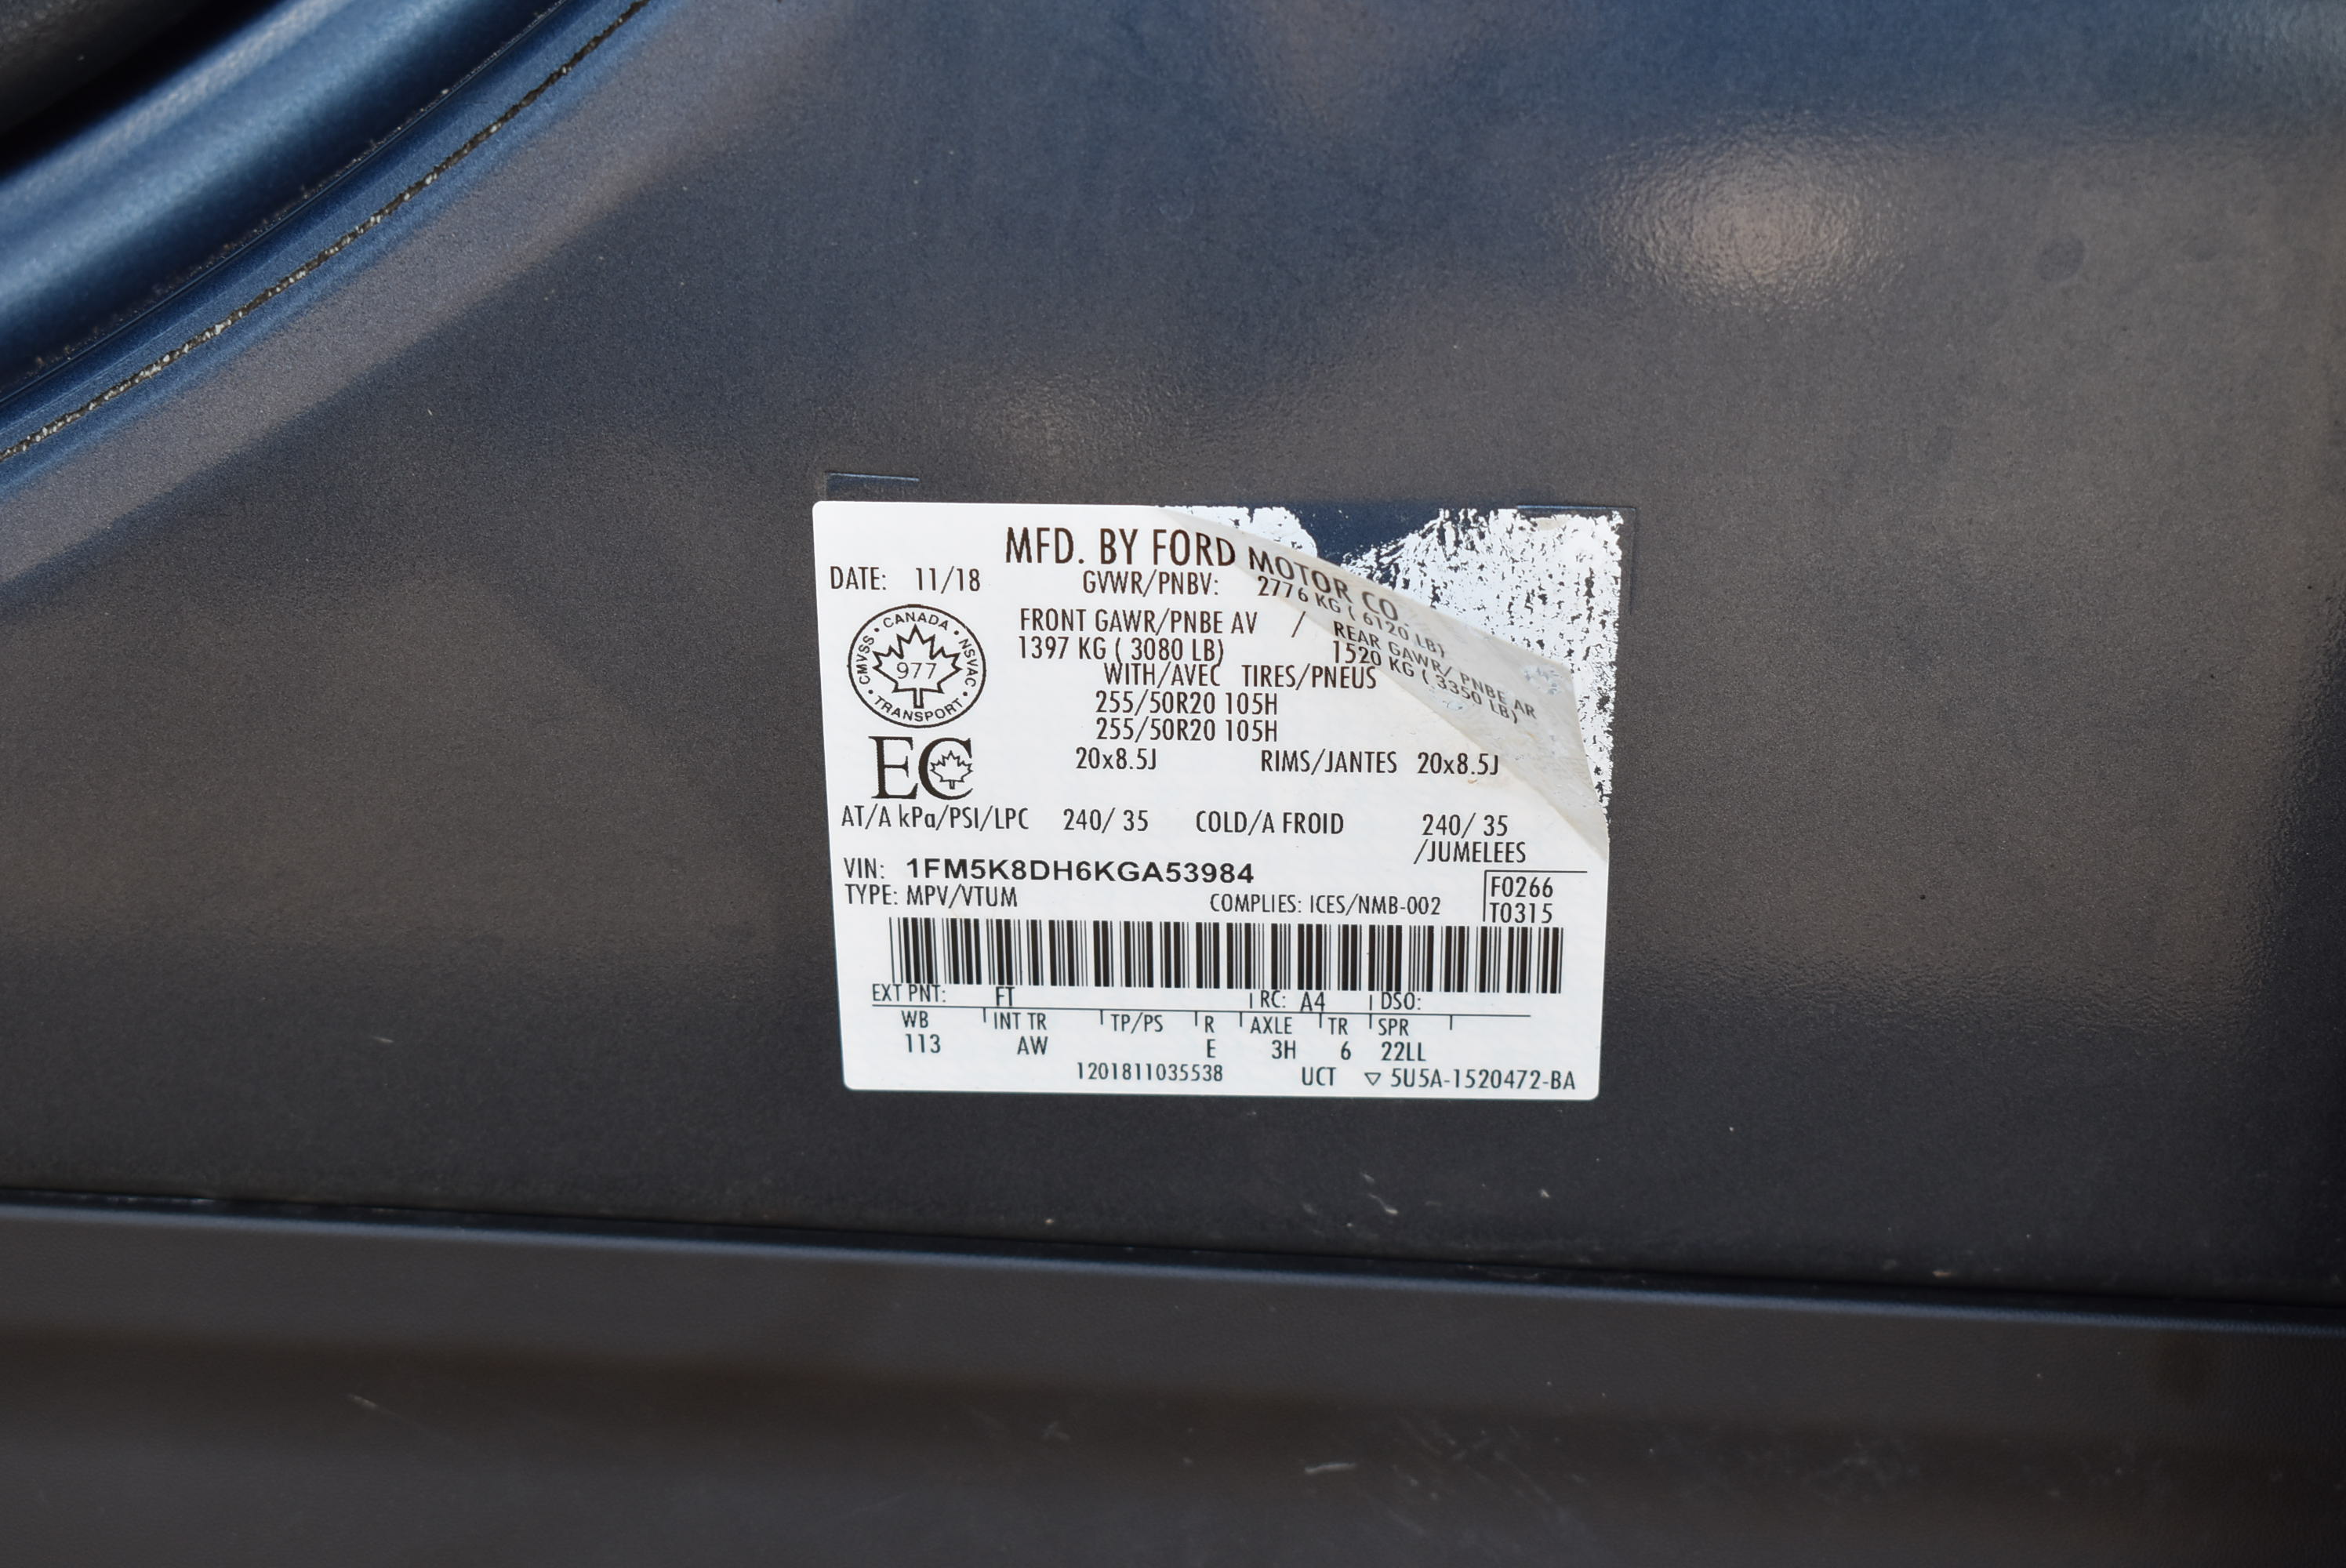 MFD. BY FORD MOTOR CO.
DATE: 11/18 GVWR/PNBV: 2776 KG ( 6120 LB)
FRONT GAWR/PNBE AV / REAR GAWR/ PNBE AR
1397 KG ( 3080 LB) 1520 KG ( 3350 LB)
WITH/AVEC TIRES/PNEUS
255/50R20 105H
255/50R20 105H
20x8.5J RIMS/JANTES 20x8.5J
CANADA
CMVSS NSVAC
977
TRANSPORT
EC
AT/A kPa/PSI/LPC 240/ 35 COLD/A FROID 240/ 35
/JUMELEES
VIN: 1FM5K8DH6KGA53984
F0266
TYPE: MPV/VTUM COMPLIES: ICES/NMB-002 T0315
EXT PNT: FT RC: A4 DSO:
WB INT TR TP/PS R AXLE TR SPR
113 AW E 3H 6 22LL
1201811035538 UCT ▽ 5U5A-1520472-BA